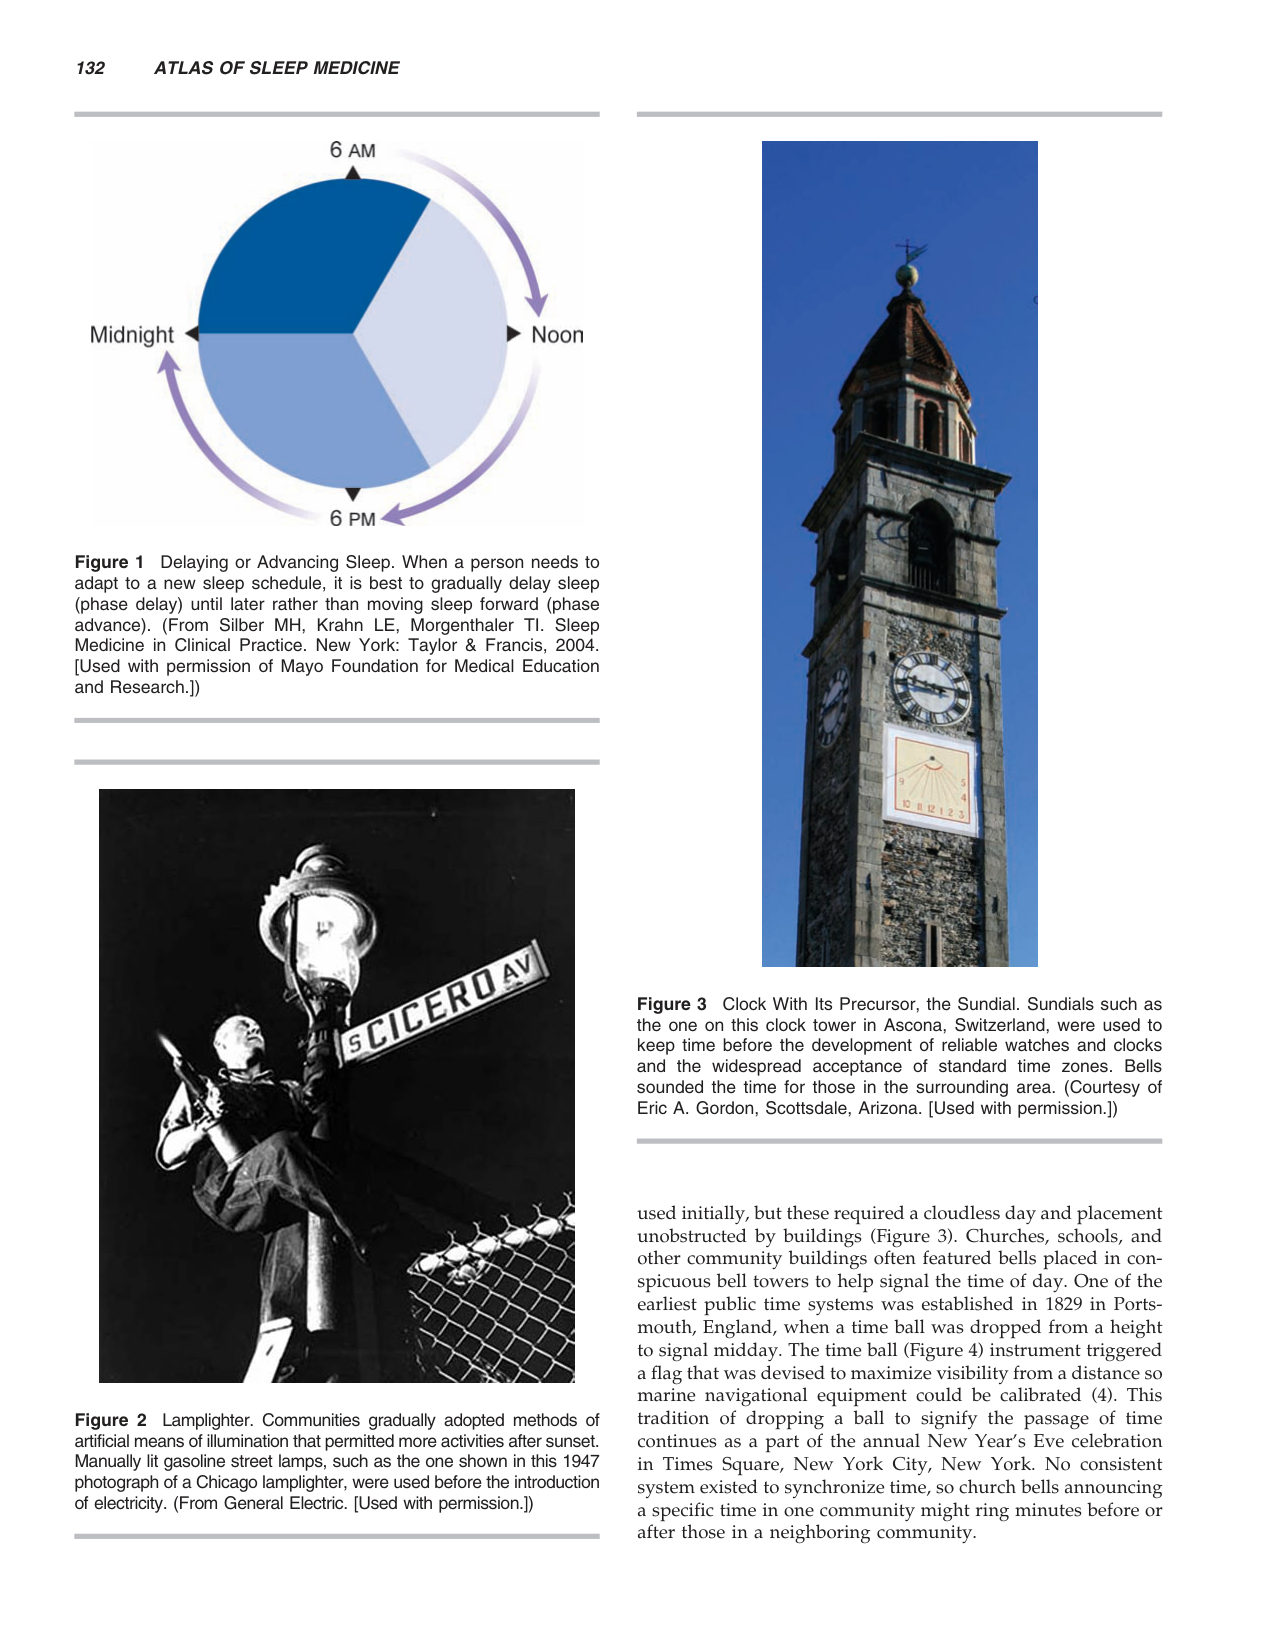 132 ATLAS OF SLEEP MEDICINE
6 AM
Midnight
Noon
6 PM
Figure 1 Delaying or Advancing Sleep. When a person needs to
adapt to a new sleep schedule, it is best to gradually delay sleep
(phase delay) until later rather than moving sleep forward (phase
advance). (From Silber MH, Krahn LE, Morgenthaler TI. Sleep
Medicine in Clinical Practice. New York: Taylor & Francis, 2004.
[Used with permission of Mayo Foundation for Medical Education
and Research.])
S CICERO AV
Figure 2 Lamplighter. Communities gradually adopted methods of
artificial means of illumination that permitted more activities after sunset.
Manually lit gasoline street lamps, such as the one shown in this 1947
photograph of a Chicago lamplighter, were used before the introduction
of electricity. (From General Electric. [Used with permission.])
9 5
4
10 11 12 1 2 3
Figure 3 Clock With Its Precursor, the Sundial. Sundials such as
the one on this clock tower in Ascona, Switzerland, were used to
keep time before the development of reliable watches and clocks
and the widespread acceptance of standard time zones. Bells
sounded the time for those in the surrounding area. (Courtesy of
Eric A. Gordon, Scottsdale, Arizona. [Used with permission.])
used initially, but these required a cloudless day and placement
unobstructed by buildings (Figure 3). Churches, schools, and
other community buildings often featured bells placed in con-
spicuous bell towers to help signal the time of day. One of the
earliest public time systems was established in 1829 in Ports-
mouth, England, when a time ball was dropped from a height
to signal midday. The time ball (Figure 4) instrument triggered
a flag that was devised to maximize visibility from a distance so
marine navigational equipment could be calibrated (4). This
tradition of dropping a ball to signify the passage of time
continues as a part of the annual New Year’s Eve celebration
in Times Square, New York City, New York. No consistent
system existed to synchronize time, so church bells announcing
a specific time in one community might ring minutes before or
after those in a neighboring community.